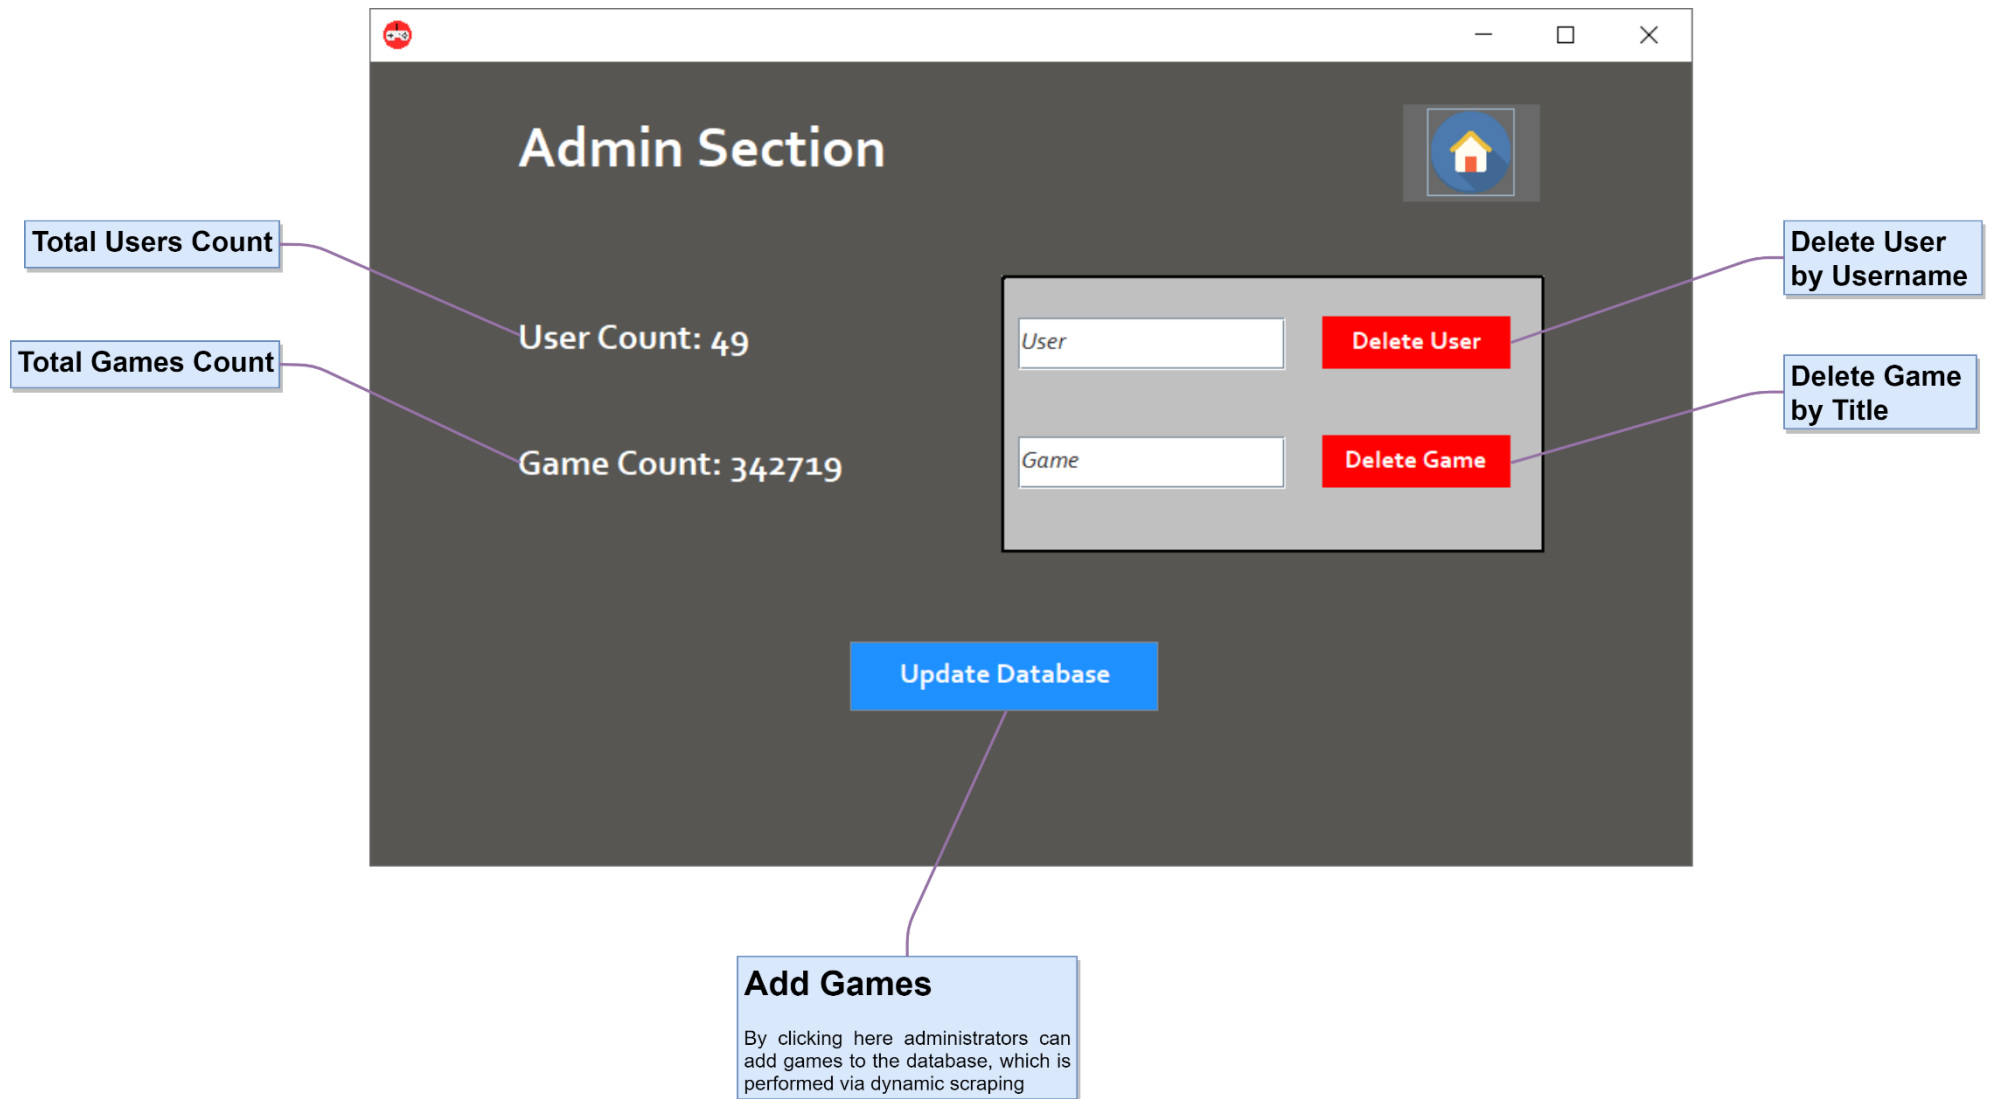 Admin Section
Total Users Count
Delete User
by Username
User Count: 49
User
Delete User
Total Games Count
Delete Game
by Title
Game Count: 342719
Game
Delete Game
Update Database
Add Games
By clicking here administrators can
add games to the database, which is
performed via dynamic scraping